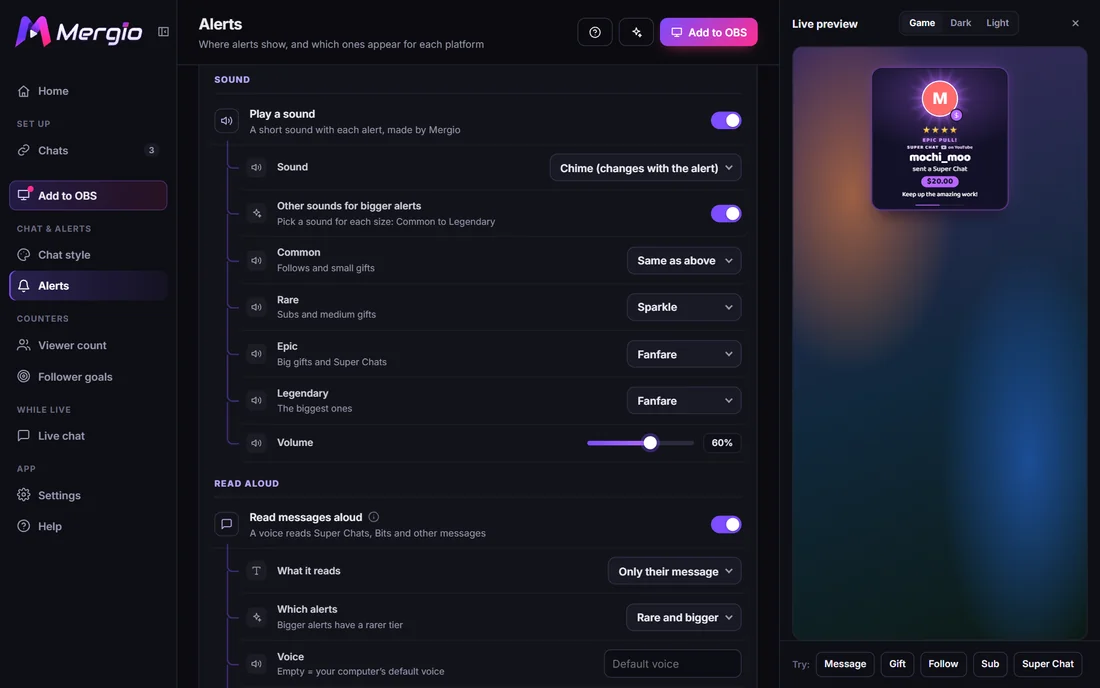 Mergio
Home
SET UP
Chats
3
Add to OBS
CHAT & ALERTS
Chat style
Alerts
COUNTERS
Viewer count
Follower goals
WHILE LIVE
Live chat
APP
Settings
Help
Alerts
Where alerts show, and which ones appear for each platform
Add to OBS
SOUND
Play a sound
A short sound with each alert, made by Mergio
Sound
Chime (changes with the alert)
Other sounds for bigger alerts
Pick a sound for each size: Common to Legendary
Common
Follows and small gifts
Same as above
Rare
Subs and medium gifts
Sparkle
Epic
Big gifts and Super Chats
Fanfare
Legendary
The biggest ones
Fanfare
Volume
60%
READ ALOUD
Read messages aloud
A voice reads Super Chats, Bits and other messages
What it reads
Only their message
Which alerts
Bigger alerts have a rarer tier
Rare and bigger
Voice
Empty = your computer's default voice
Default voice
Live preview
Game
Dark
Light
M
EPIC PULL!
SUPER CHAT on YouTube
mochi_moo
sent a Super Chat
$20.00
Keep up the amazing work!
Try:
Message
Gift
Follow
Sub
Super Chat